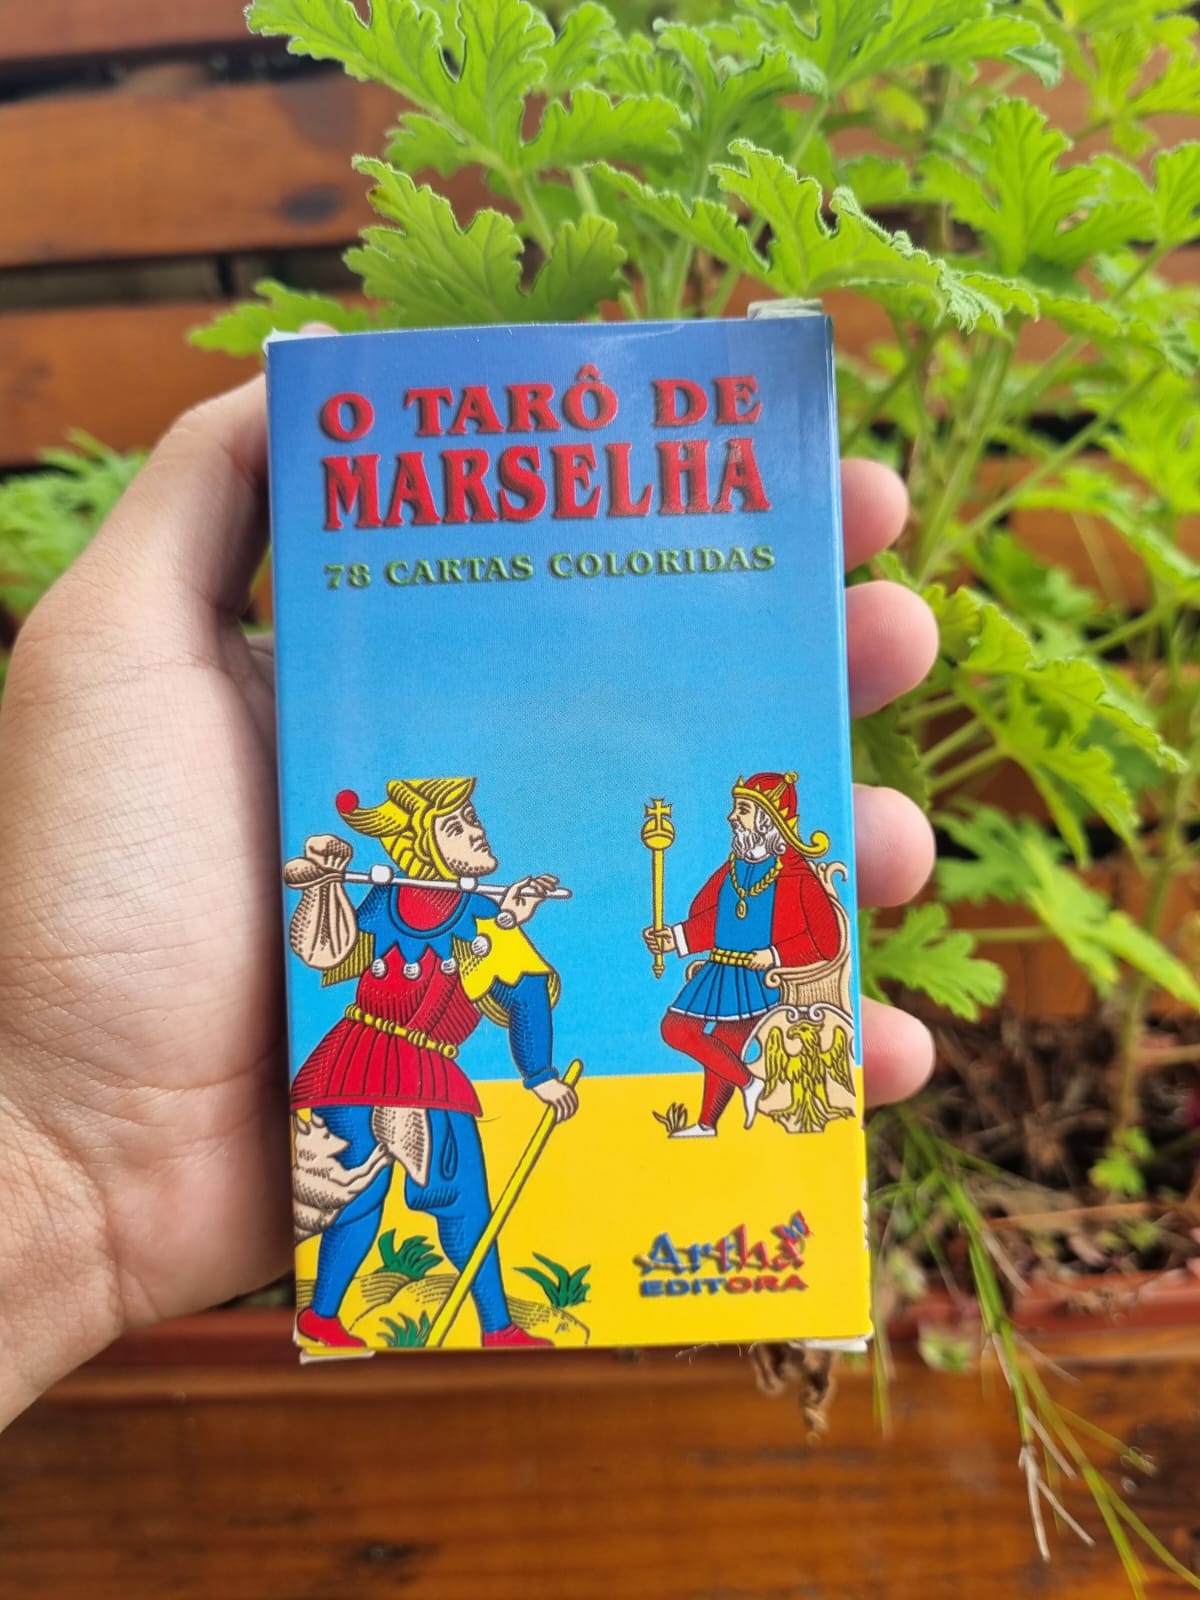 O TARÔ DE
MARSELHA
78 CARTAS COLORIDAS
Artha
EDITORA